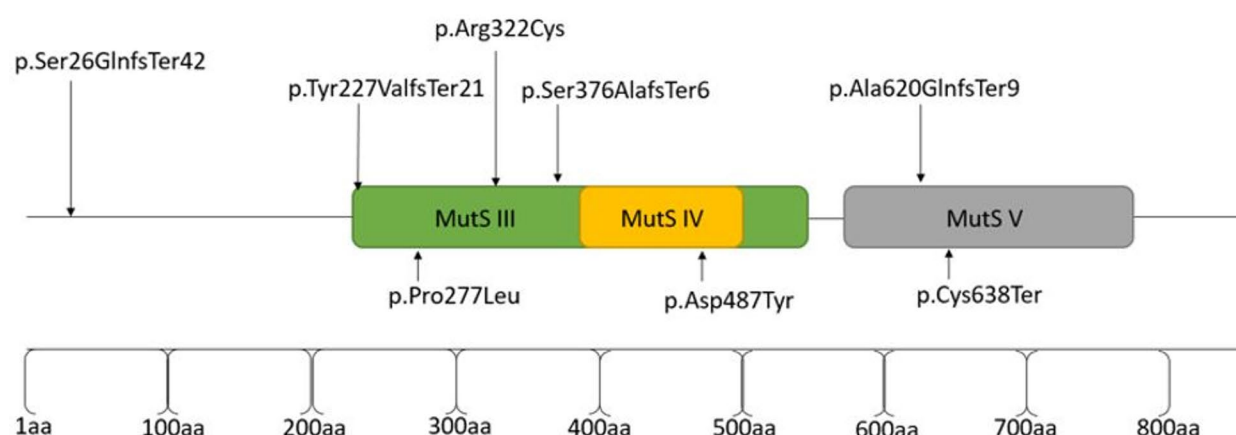 p.Arg322Cys
p.Ser26GlnfsTer42
p.Tyr227ValfsTer21
p.Ser376AlafsTer6
p.Ala620GlnfsTer9
MutS III
MutS IV
MutS V
p.Pro277Leu
p.Asp487Tyr
p.Cys638Ter
1aa
100aa
200aa
300aa
400aa
500aa
600aa
700aa
800aa